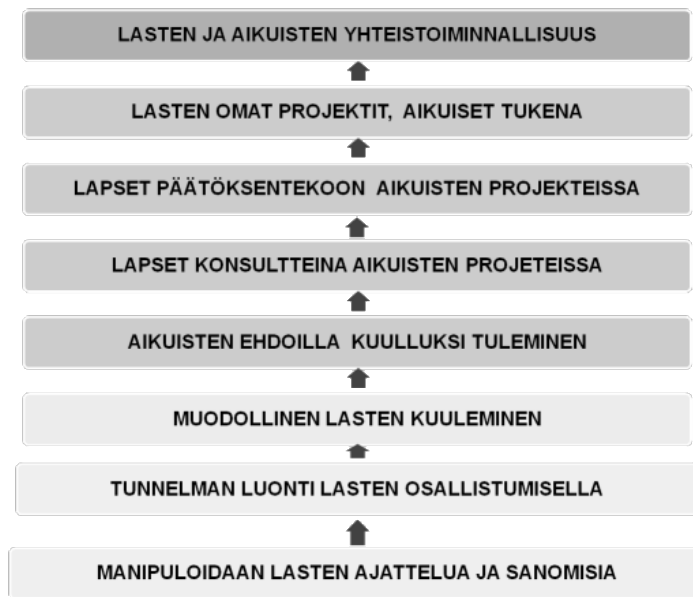 LASTEN JA AIKUISTEN YHTEISTOIMINNALLISUUS
LASTEN OMAT PROJEKTIT, AIKUISET TUKENA
LAPSET PÄÄTÖKSENTEKOON AIKUISTEN PROJEKTEISSA
LAPSET KONSULTTEINA AIKUISTEN PROJETEISSA
AIKUISTEN EHDOILLA KUULLUKSI TULEMINEN
MUODOLLINEN LASTEN KUULEMINEN
TUNNELMAN LUONTI LASTEN OSALLISTUMISELLA
MANIPULOIDAAN LASTEN AJATTELUA JA SANOMISIA